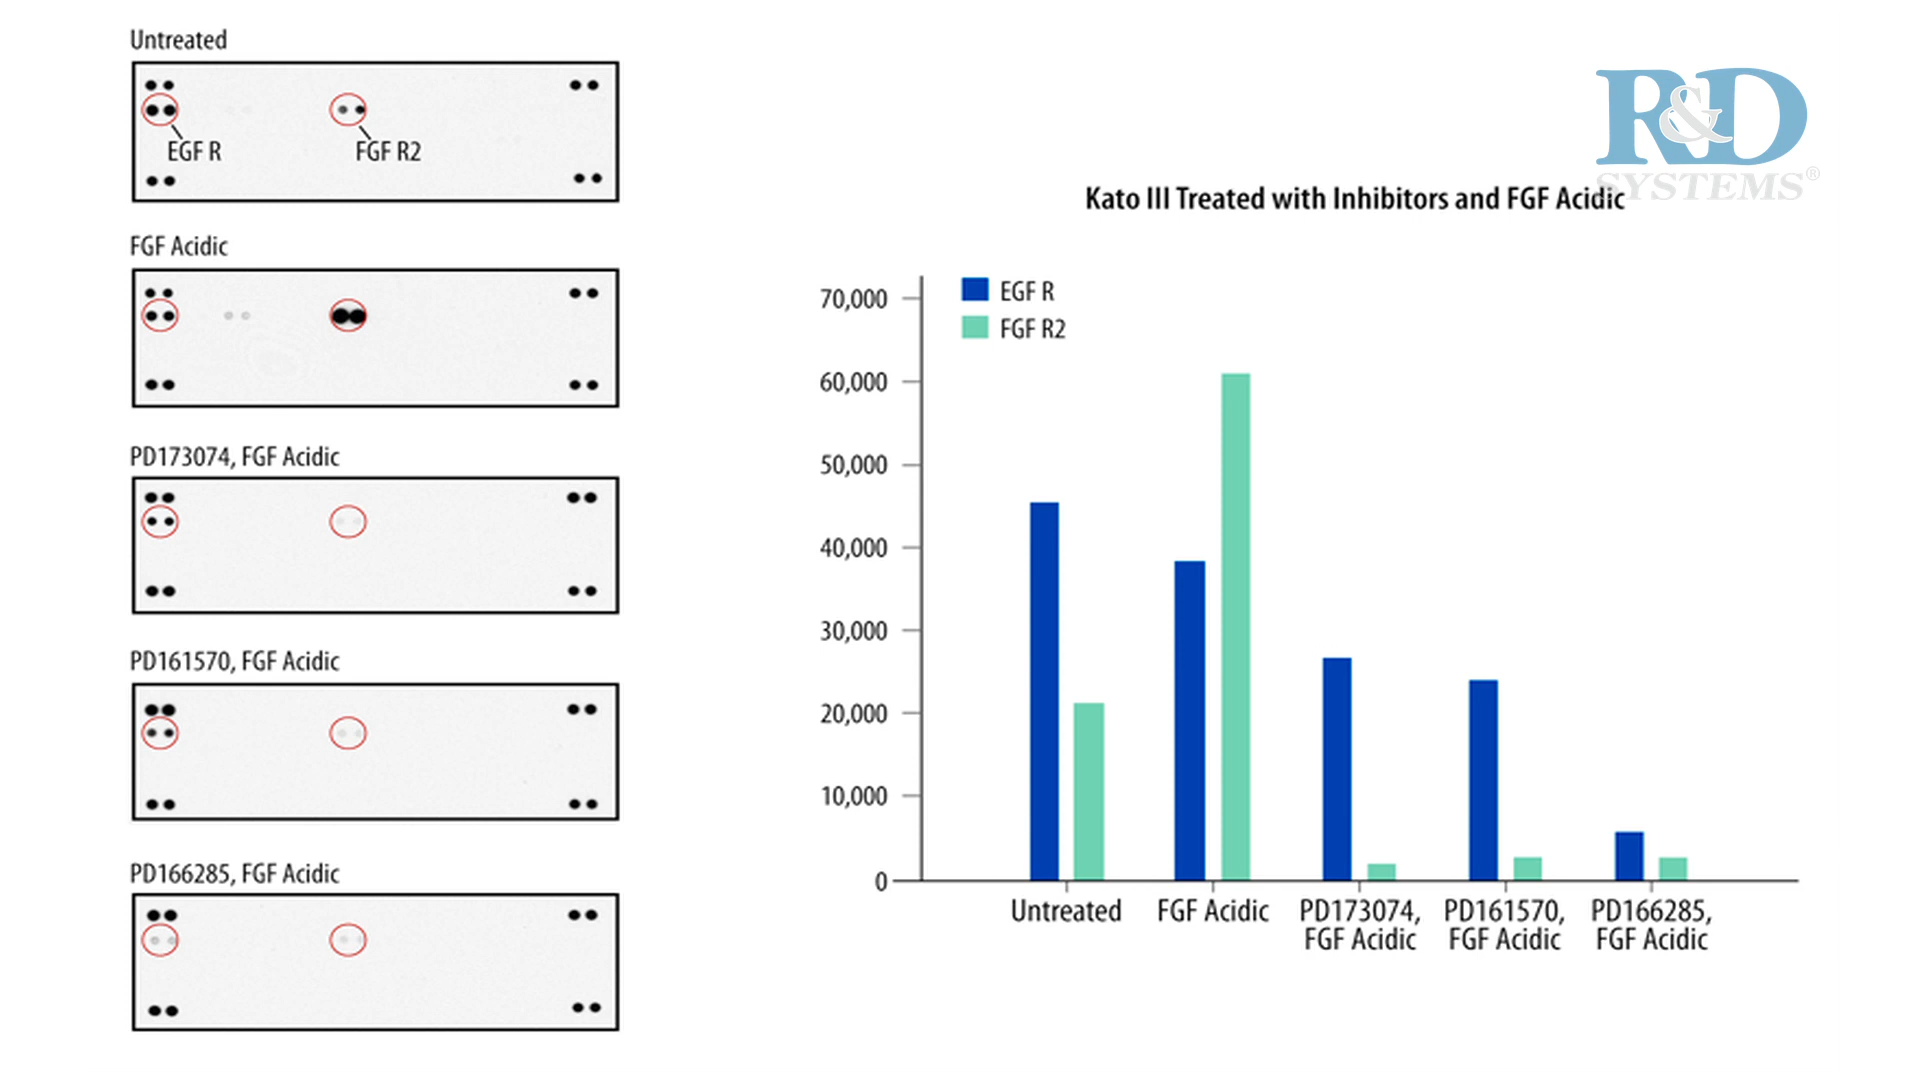 Untreated
EGF R
FGF R2
FGF Acidic
PD173074, FGF Acidic
PD161570, FGF Acidic
PD166285, FGF Acidic
R&D
SYSTEMS®
Kato III Treated with Inhibitors and FGF Acidic
EGF R
FGF R2
70,000
60,000
50,000
40,000
30,000
20,000
10,000
0
Untreated
FGF Acidic
PD173074,
FGF Acidic
PD161570,
FGF Acidic
PD166285,
FGF Acidic